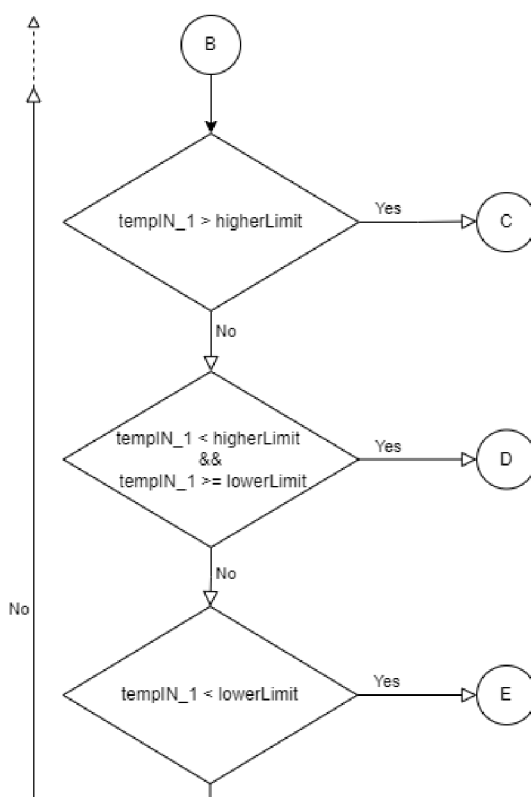 B
tempIN_1 > higherLimit
Yes
C
No
tempIN_1 < higherLimit
&&
tempIN_1 >= lowerLimit
Yes
D
No
No
tempIN_1 < lowerLimit
Yes
E